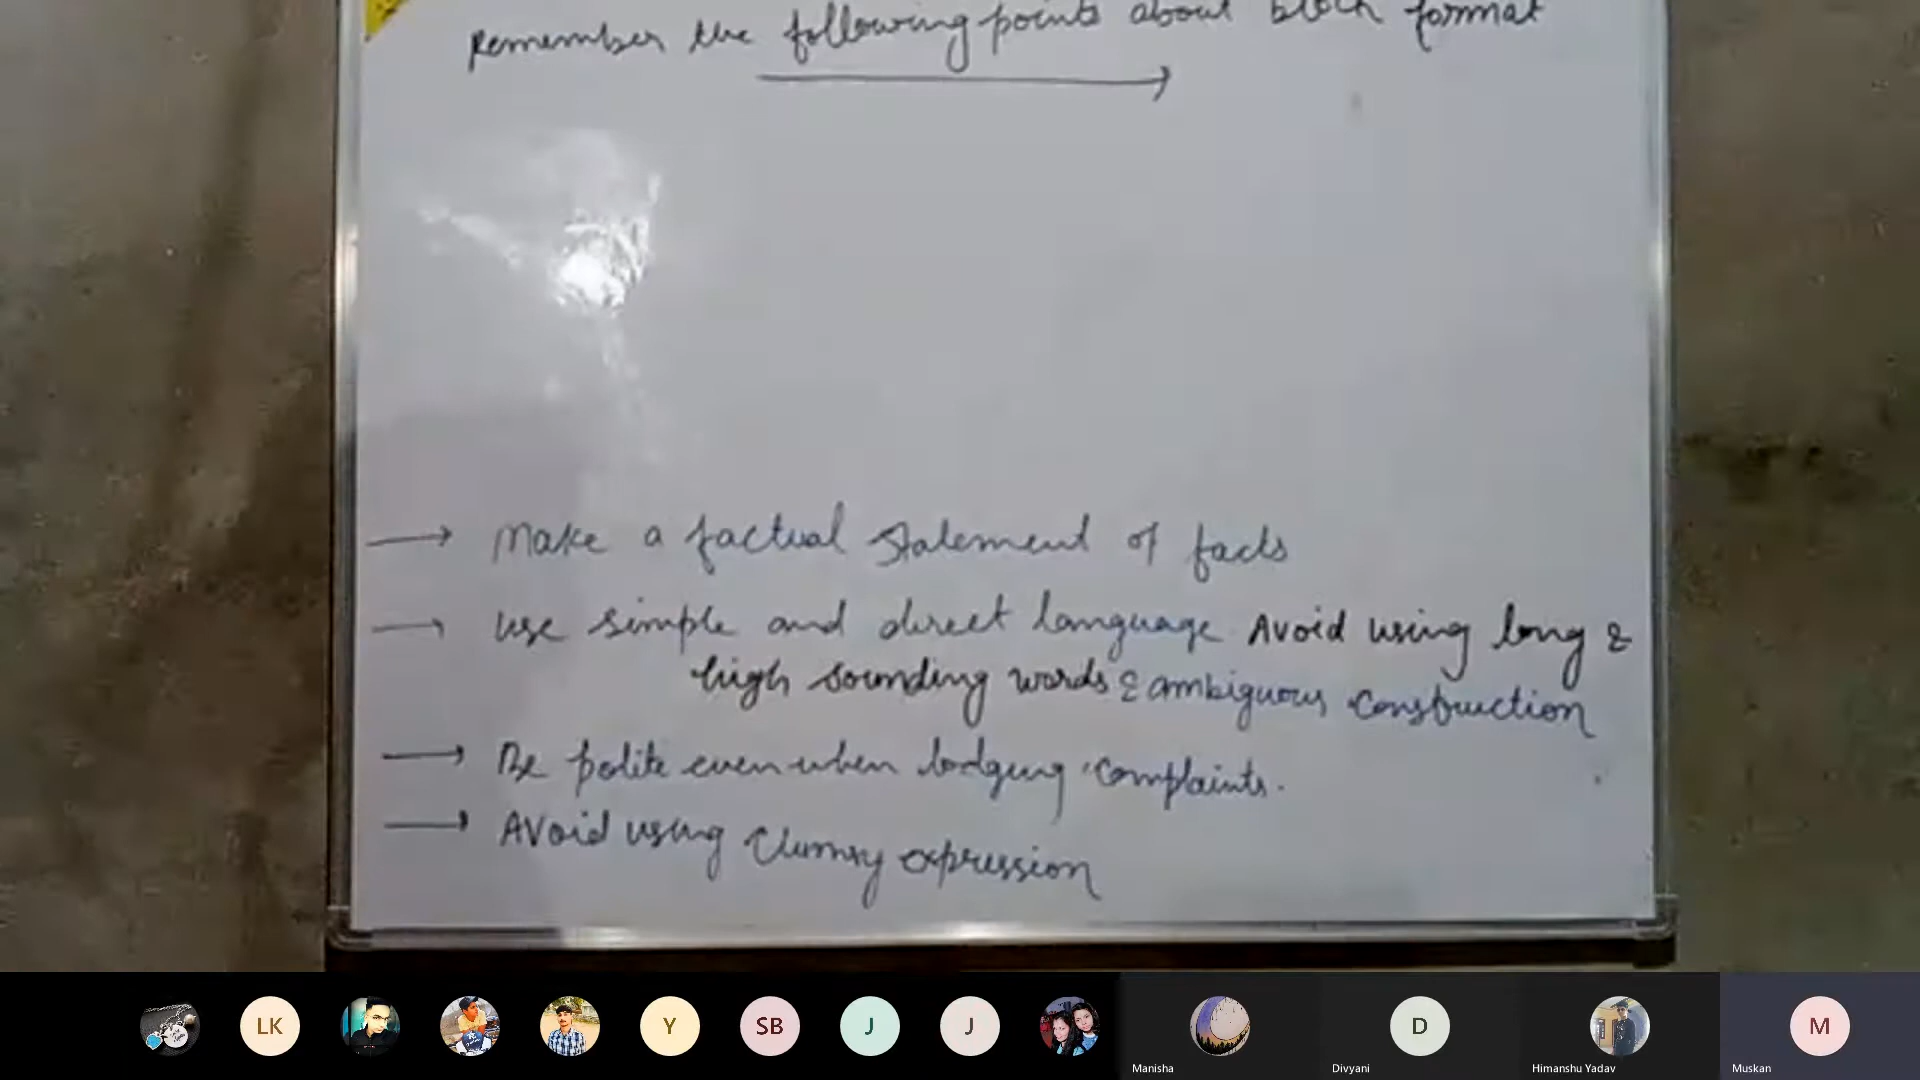 Remember the following points about block format
→ Make a factual statement of facts
→ Use simple and direct language. Avoid using long &
high sounding words & ambiguous construction
→ Be polite even when lodging complaints.
→ Avoid using clumsy expression
LK
Y
SB
J
J
D
M
Manisha
Divyani
Himanshu Yadav
Muskan